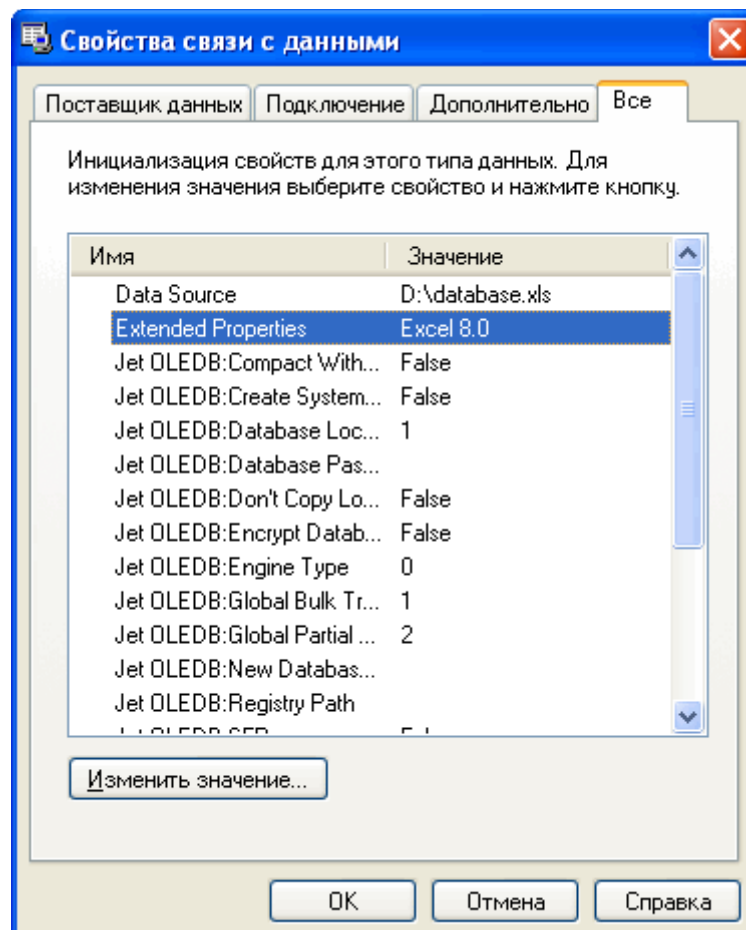 Свойства связи с данными
Поставщик данных Подключение Дополнительно Все
Инициализация свойств для этого типа данных. Для
изменения значения выберите свойство и нажмите кнопку.
Имя Значение
Data Source D:\database.xls
Extended Properties Excel 8.0
Jet OLEDB:Compact With... False
Jet OLEDB:Create System... False
Jet OLEDB:Database Loc... 1
Jet OLEDB:Database Pas...
Jet OLEDB:Don't Copy Lo... False
Jet OLEDB:Encrypt Datab... False
Jet OLEDB:Engine Type 0
Jet OLEDB:Global Bulk Tr... 1
Jet OLEDB:Global Partial ... 2
Jet OLEDB:New Databas...
Jet OLEDB:Registry Path
Изменить значение...
OK Отмена Справка